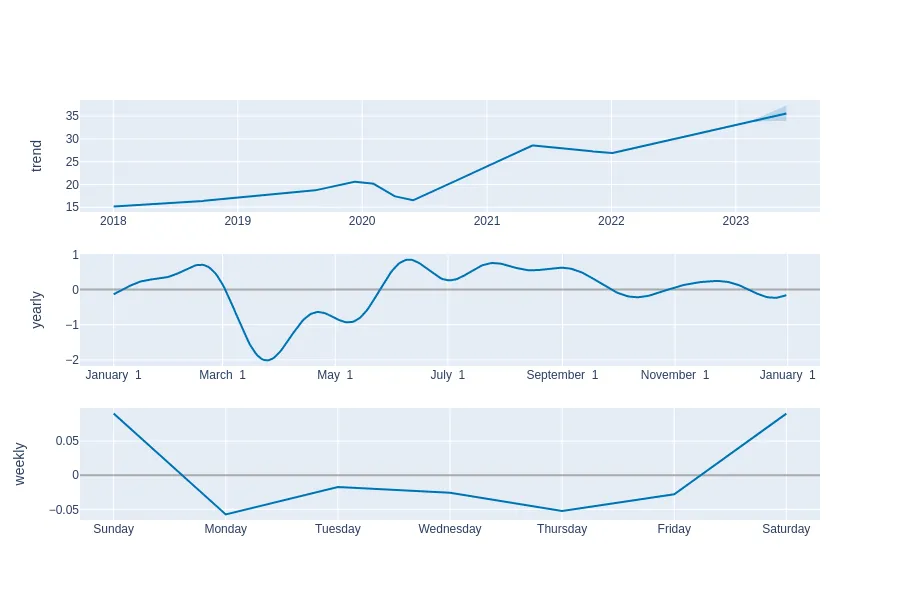 trend
35
30
25
20
15
2018 2019 2020 2021 2022 2023
yearly
1
0
−1
−2
January 1 March 1 May 1 July 1 September 1 November 1 January 1
weekly
0.05
0
−0.05
Sunday Monday Tuesday Wednesday Thursday Friday Saturday